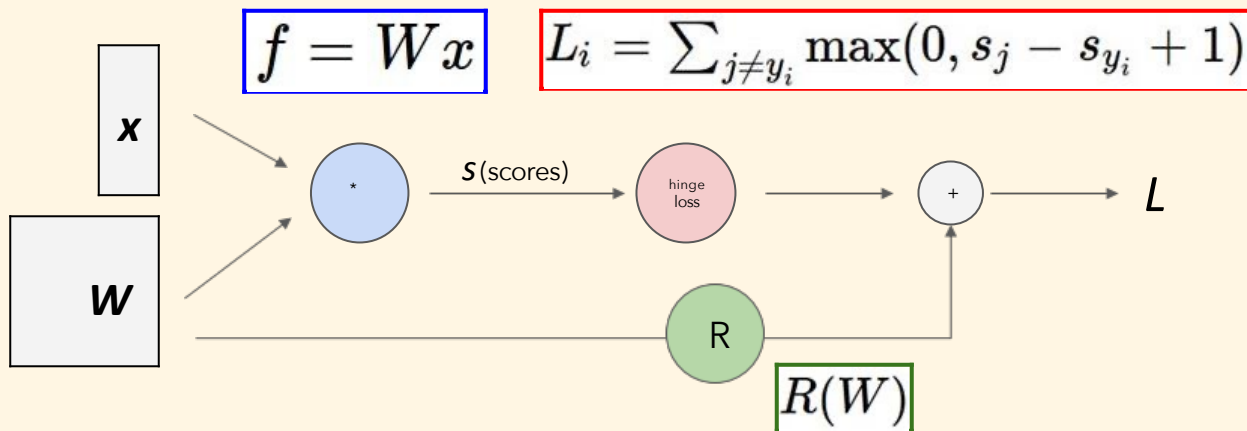 f = Wx
L_i = \sum_{j \neq y_i} \max(0, s_j - s_{y_i} + 1)
x
*
s (scores)
hinge
loss
+
L
W
R
R(W)